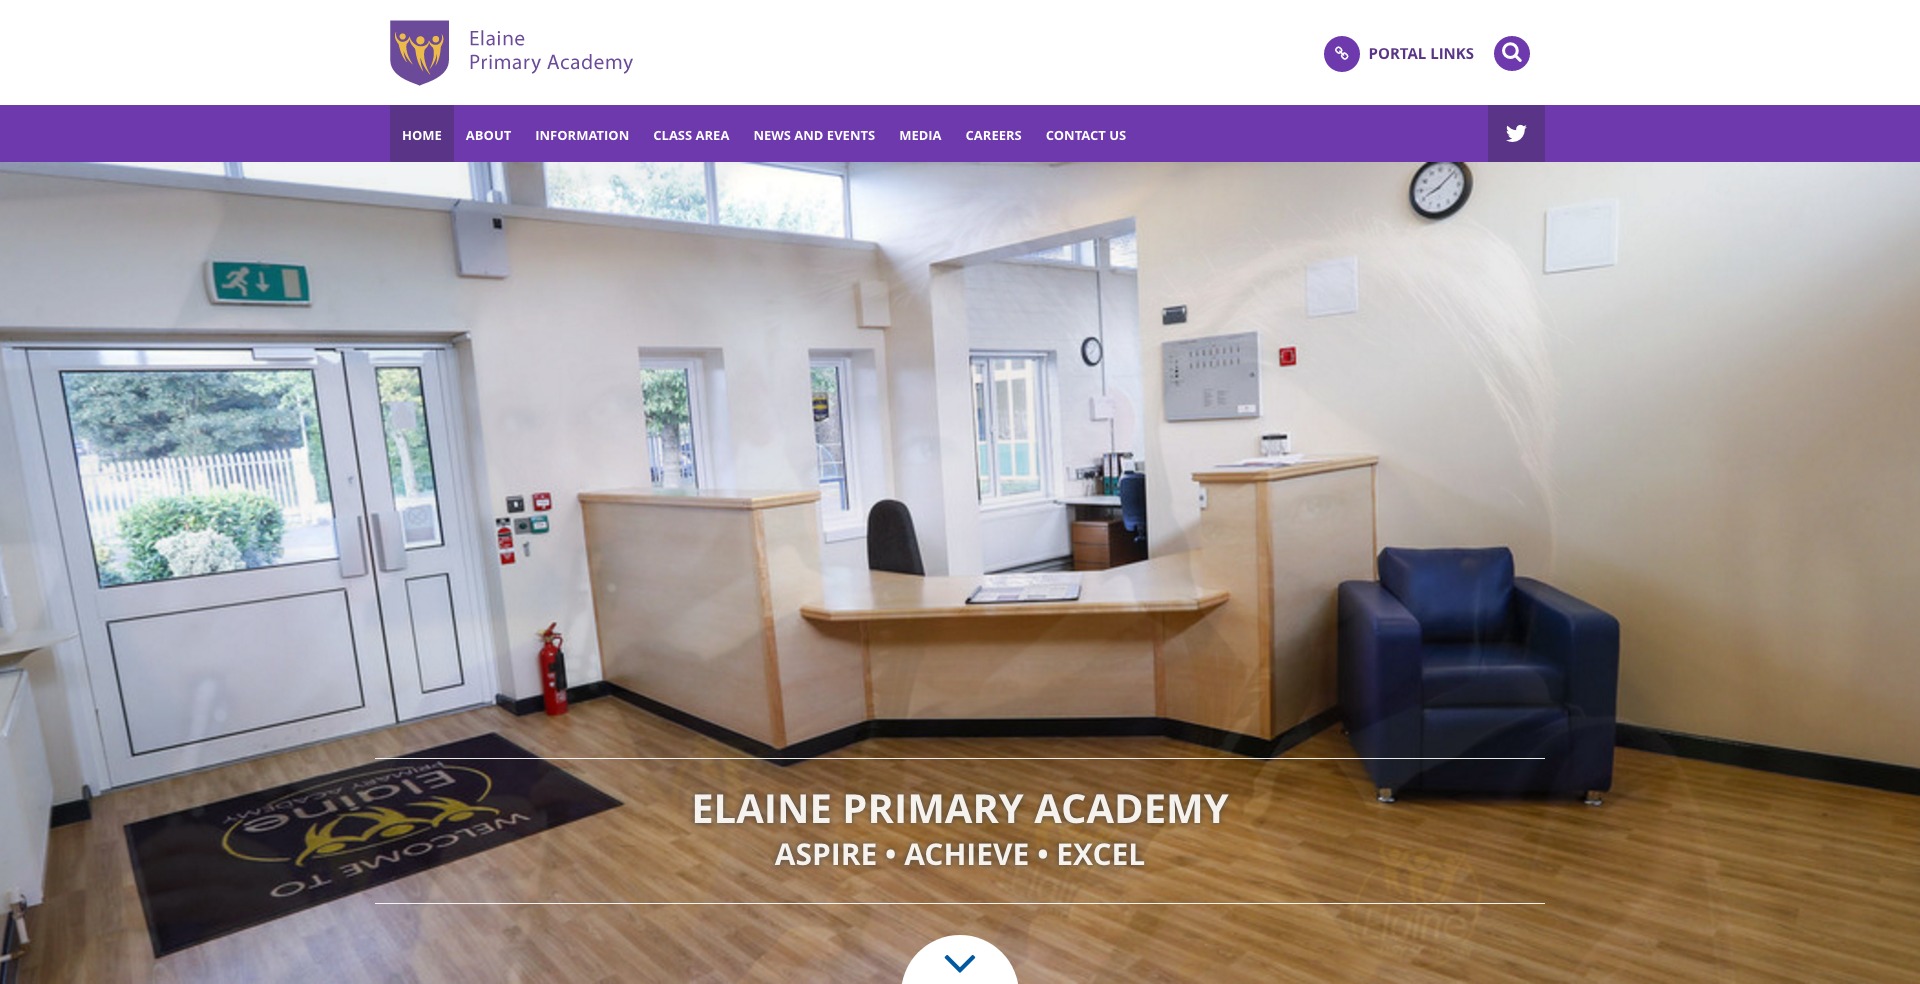 Elaine
Primary Academy
PORTAL LINKS
HOME ABOUT INFORMATION CLASS AREA NEWS AND EVENTS MEDIA CAREERS CONTACT US
WELCOME TO
Elaine
PRIMARY ACADEMY
ELAINE PRIMARY ACADEMY
ASPIRE • ACHIEVE • EXCEL
Elaine